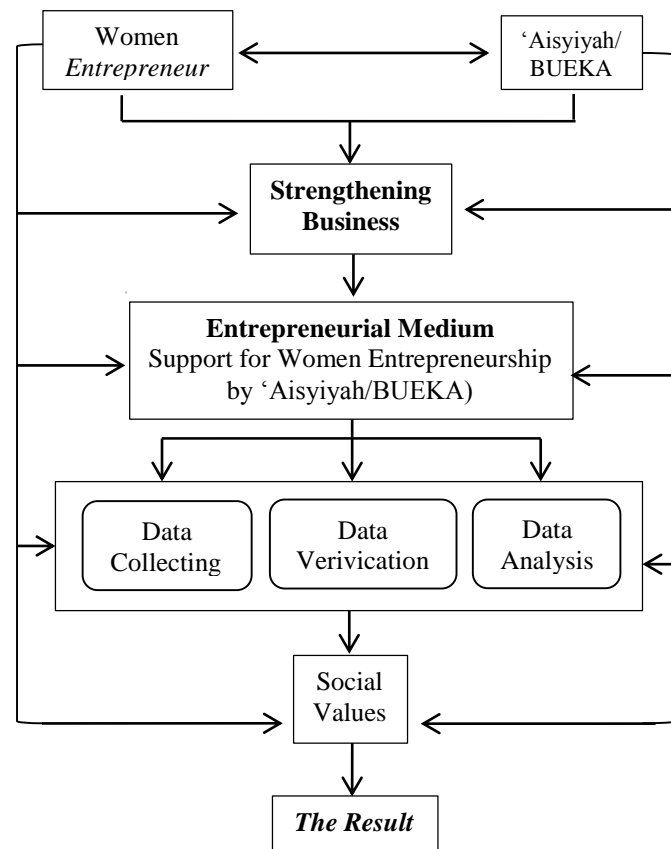 Women
Entrepreneur
‘Aisyiyah/
BUEKA
Strengthening
Business
Entrepreneurial Medium
Support for Women Entrepreneurship
by ‘Aisyiyah/BUEKA)
Data
Collecting
Data
Verivication
Data
Analysis
Social
Values
The Result